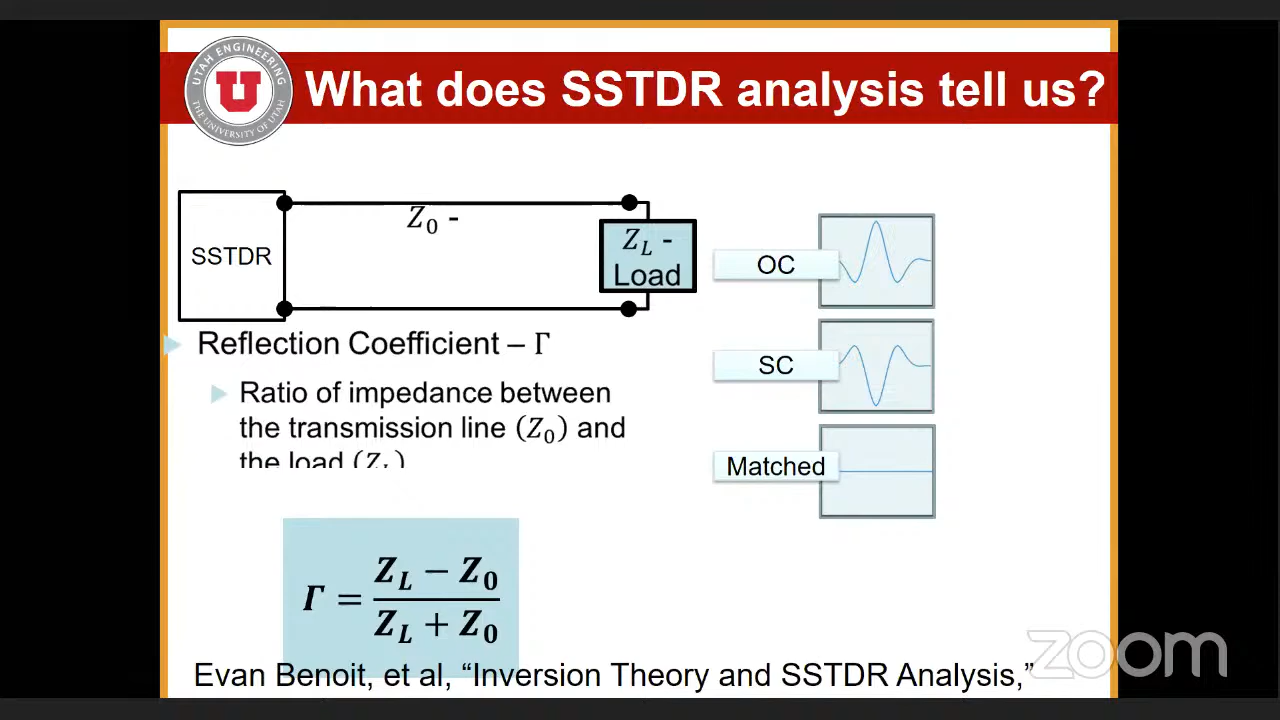 UTAH ENGINEERING
THE UNIVERSITY OF UTAH
U
What does SSTDR analysis tell us?
SSTDR
Z₀ -
Z_L -
Load
OC
SC
Matched
Reflection Coefficient – Γ
Ratio of impedance between
the transmission line (Z₀) and
the load (Z_L)
Γ = (Z_L − Z₀) / (Z_L + Z₀)
Evan Benoit, et al, “Inversion Theory and SSTDR Analysis,”
zoom